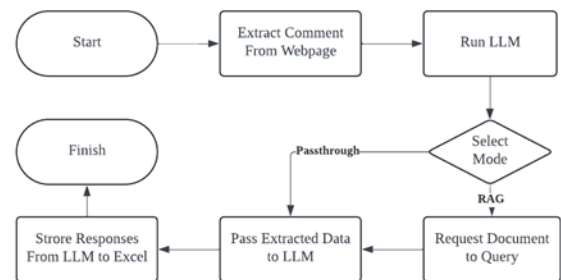 Start
Extract Comment
From Webpage
Run LLM
Select
Mode
Passthrough
RAG
Finish
Strore Responses
From LLM to Excel
Pass Extracted Data
to LLM
Request Document
to Query